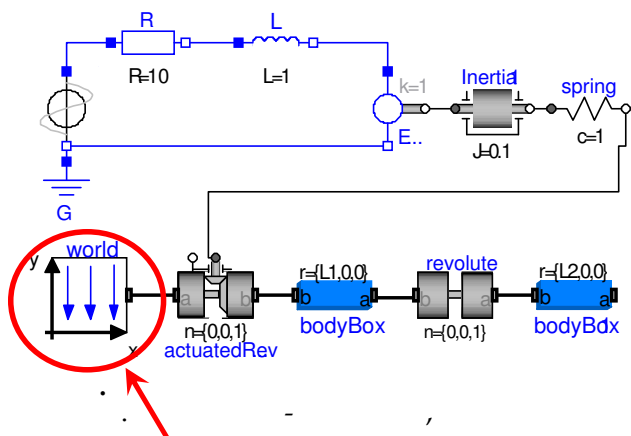 R
L
R=10
L=1
k=1
Inertia1
spring
E..
J=0.1
c=1
G
world
y
x
a
b
n={0,0,1}
actuatedRev
r={L1,0,0}
b
a
bodyBox
revolute
b
a
n={0,0,1}
r={L2,0,0}
b
a
bodyBox1